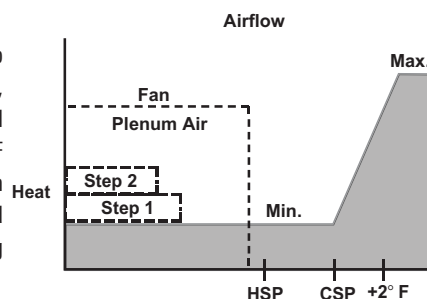 Airflow
Max.
Fan
Plenum Air
Heat
Step 2
Step 1
Min.
HSP CSP +2° F